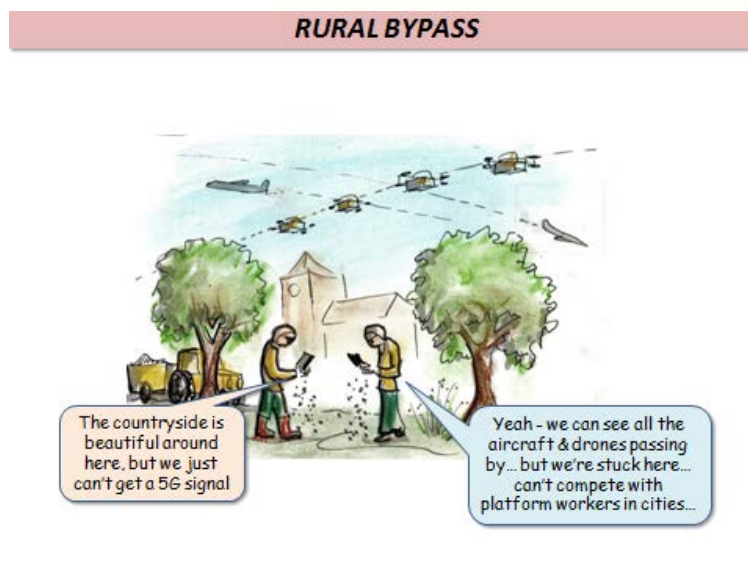 RURAL BYPASS
The countryside is
beautiful around
here, but we just
can't get a 5G signal
Yeah - we can see all the
aircraft & drones passing
by... but we're stuck here...
can't compete with
platform workers in cities...